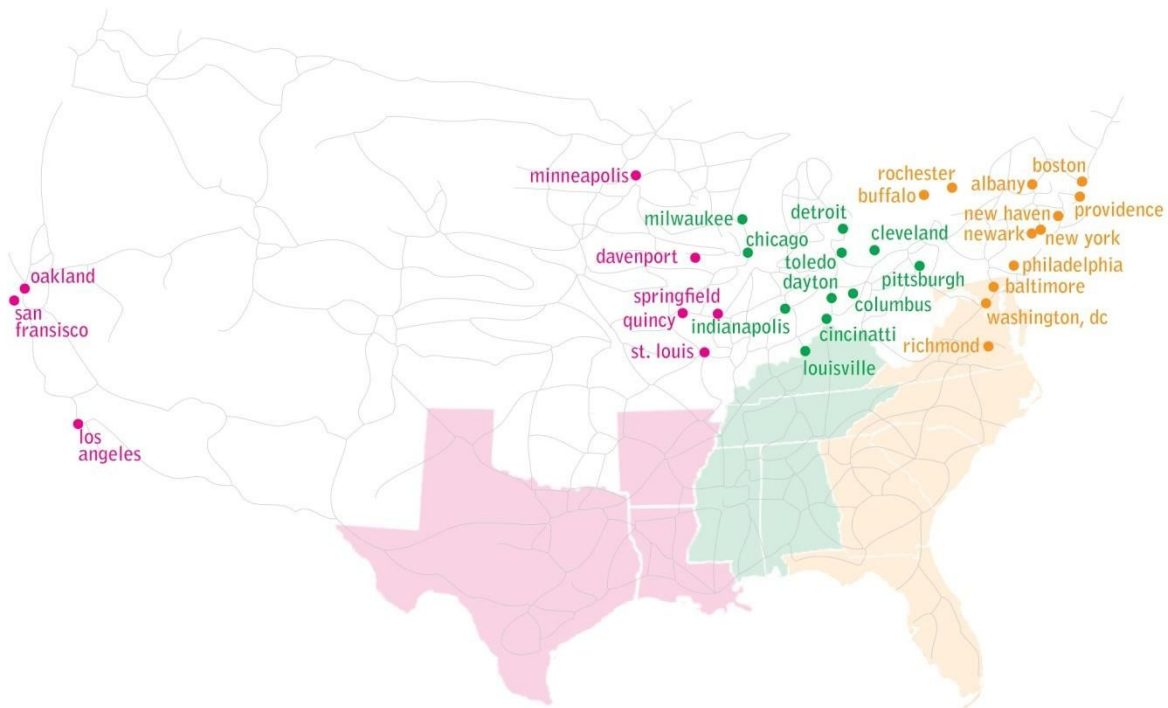 boston
rochester
albany
minneapolis
buffalo
providence
milwaukee
detroit
new haven
cleveland
newark
new york
chicago
davenport
toledo
philadelphia
oakland
dayton
pittsburgh
baltimore
springfield
columbus
san
fransisco
quincy
indianapolis
washington, dc
cincinatti
richmond
st. louis
louisville
los
angeles